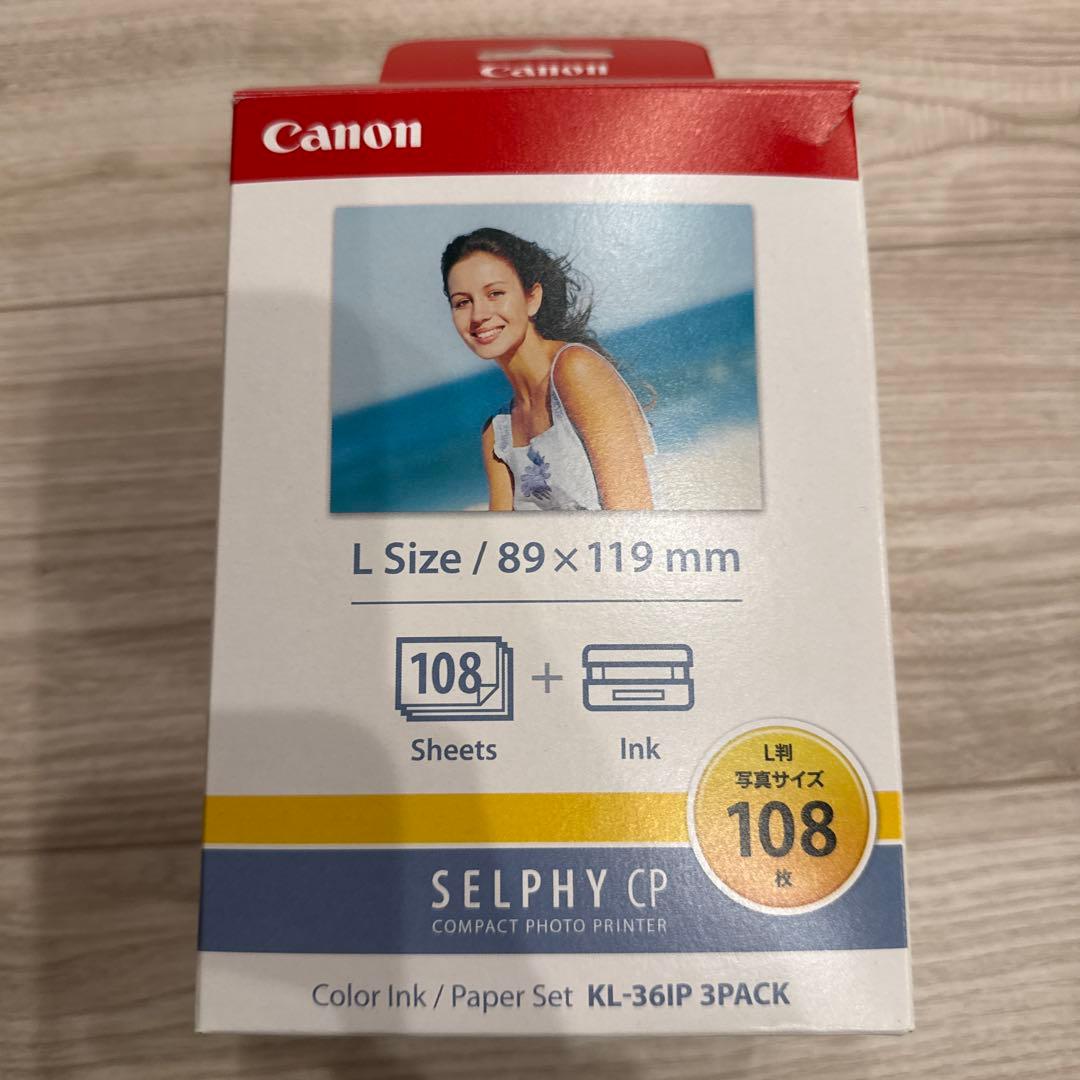 Canon
Canon
L Size / 89×119 mm
108
Sheets
+
Ink
L判
写真サイズ
108
枚
SELPHY CP
COMPACT PHOTO PRINTER
Color Ink / Paper Set KL-36IP 3PACK